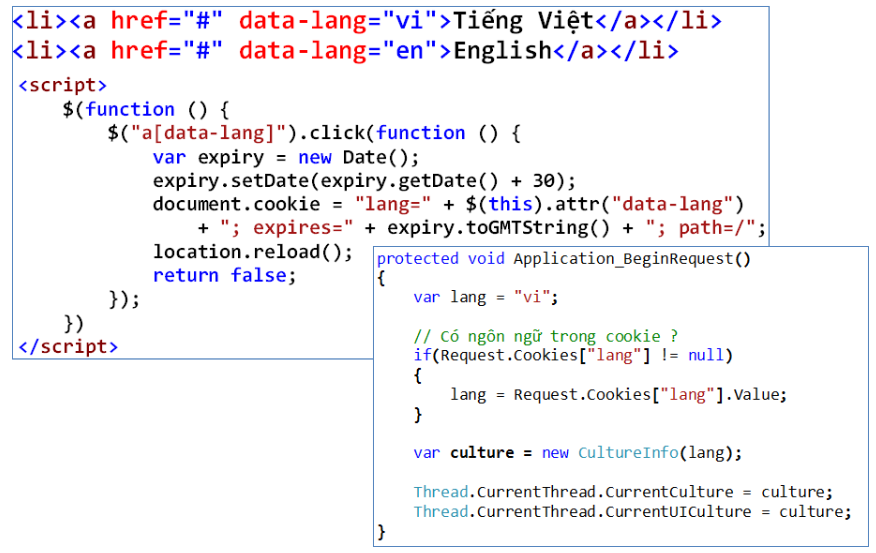 <li><a href="#" data-lang="vi">Tiếng Việt</a></li>
<li><a href="#" data-lang="en">English</a></li>
<script>
$(function () {
$("a[data-lang]").click(function () {
var expiry = new Date();
expiry.setDate(expiry.getDate() + 30);
document.cookie = "lang=" + $(this).attr("data-lang")
+ "; expires=" + expiry.toGMTString() + "; path=/";
location.reload();
return false;
});
})
</script>
protected void Application_BeginRequest()
{
var lang = "vi";
// Có ngôn ngữ trong cookie ?
if(Request.Cookies["lang"] != null)
{
lang = Request.Cookies["lang"].Value;
}
var culture = new CultureInfo(lang);
Thread.CurrentThread.CurrentCulture = culture;
Thread.CurrentThread.CurrentUICulture = culture;
}